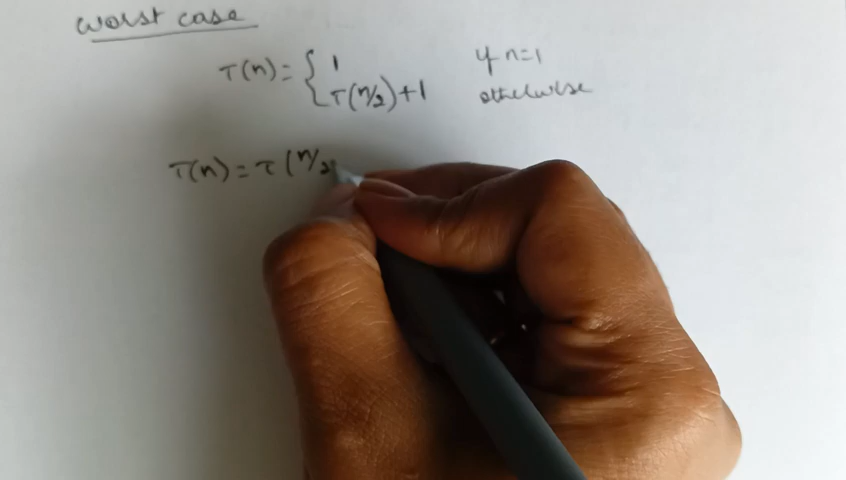 worst case
T(n) = { 1 if n=1
T(n/2)+1 otherwise
T(n) = T(n/2